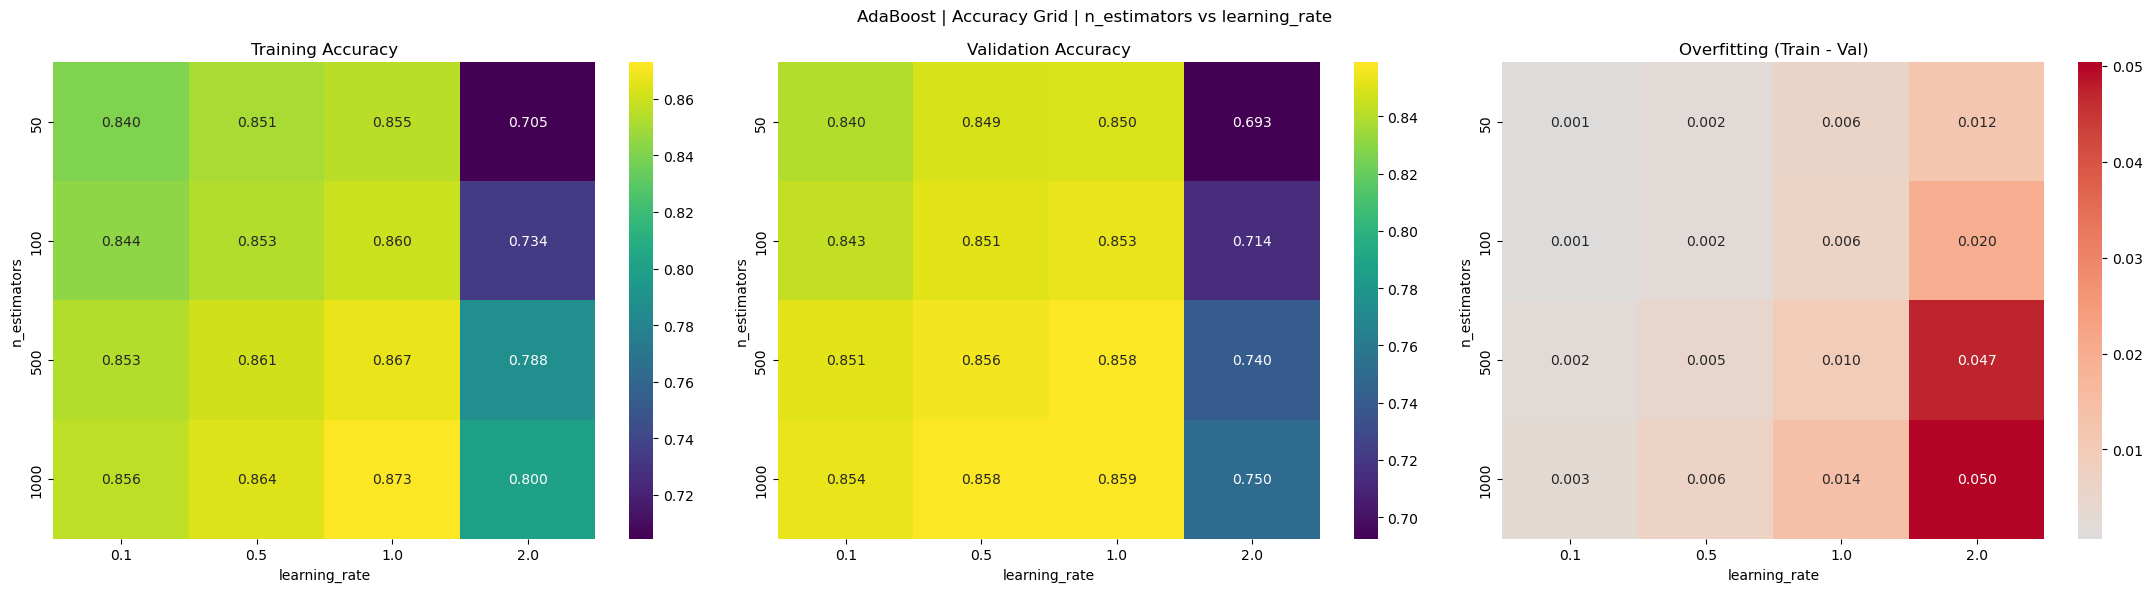 AdaBoost | Accuracy Grid | n_estimators vs learning_rate
Training Accuracy
n_estimators
50
0.840 0.851 0.855 0.705
100
0.844 0.853 0.860 0.734
500
0.853 0.861 0.867 0.788
1000
0.856 0.864 0.873 0.800
0.1 0.5 1.0 2.0
learning_rate
0.86
0.84
0.82
0.80
0.78
0.76
0.74
0.72
Validation Accuracy
n_estimators
50
0.840 0.849 0.850 0.693
100
0.843 0.851 0.853 0.714
500
0.851 0.856 0.858 0.740
1000
0.854 0.858 0.859 0.750
0.1 0.5 1.0 2.0
learning_rate
0.84
0.82
0.80
0.78
0.76
0.74
0.72
0.70
Overfitting (Train - Val)
n_estimators
50
0.001 0.002 0.006 0.012
100
0.001 0.002 0.006 0.020
500
0.002 0.005 0.010 0.047
1000
0.003 0.006 0.014 0.050
0.1 0.5 1.0 2.0
learning_rate
0.05
0.04
0.03
0.02
0.01